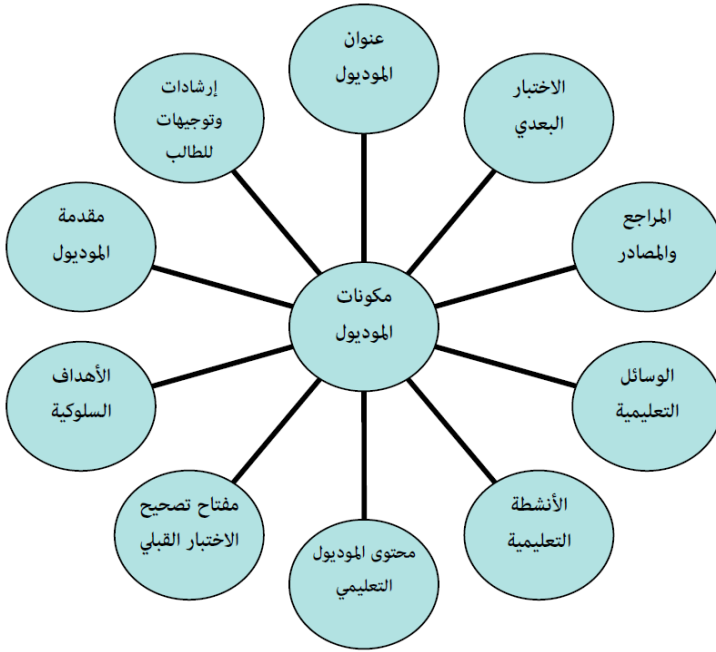 عنوان
الموديول
إرشادات
وتوجيهات
للطالب
مقدمة
الموديول
الأهداف
السلوكية
مفتاح تصحيح
الاختبار القبلي
محتوى الموديول
التعليمي
الأنشطة
التعليمية
الوسائل
التعليمية
المراجع
والمصادر
الاختبار
البعدي
مكونات
الموديول